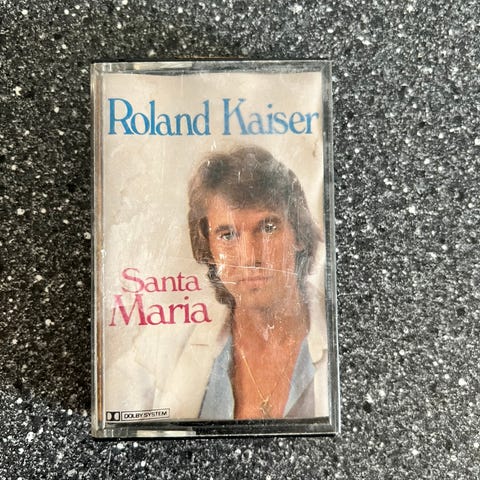 Roland Kaiser
Santa
Maria
DOLBY SYSTEM